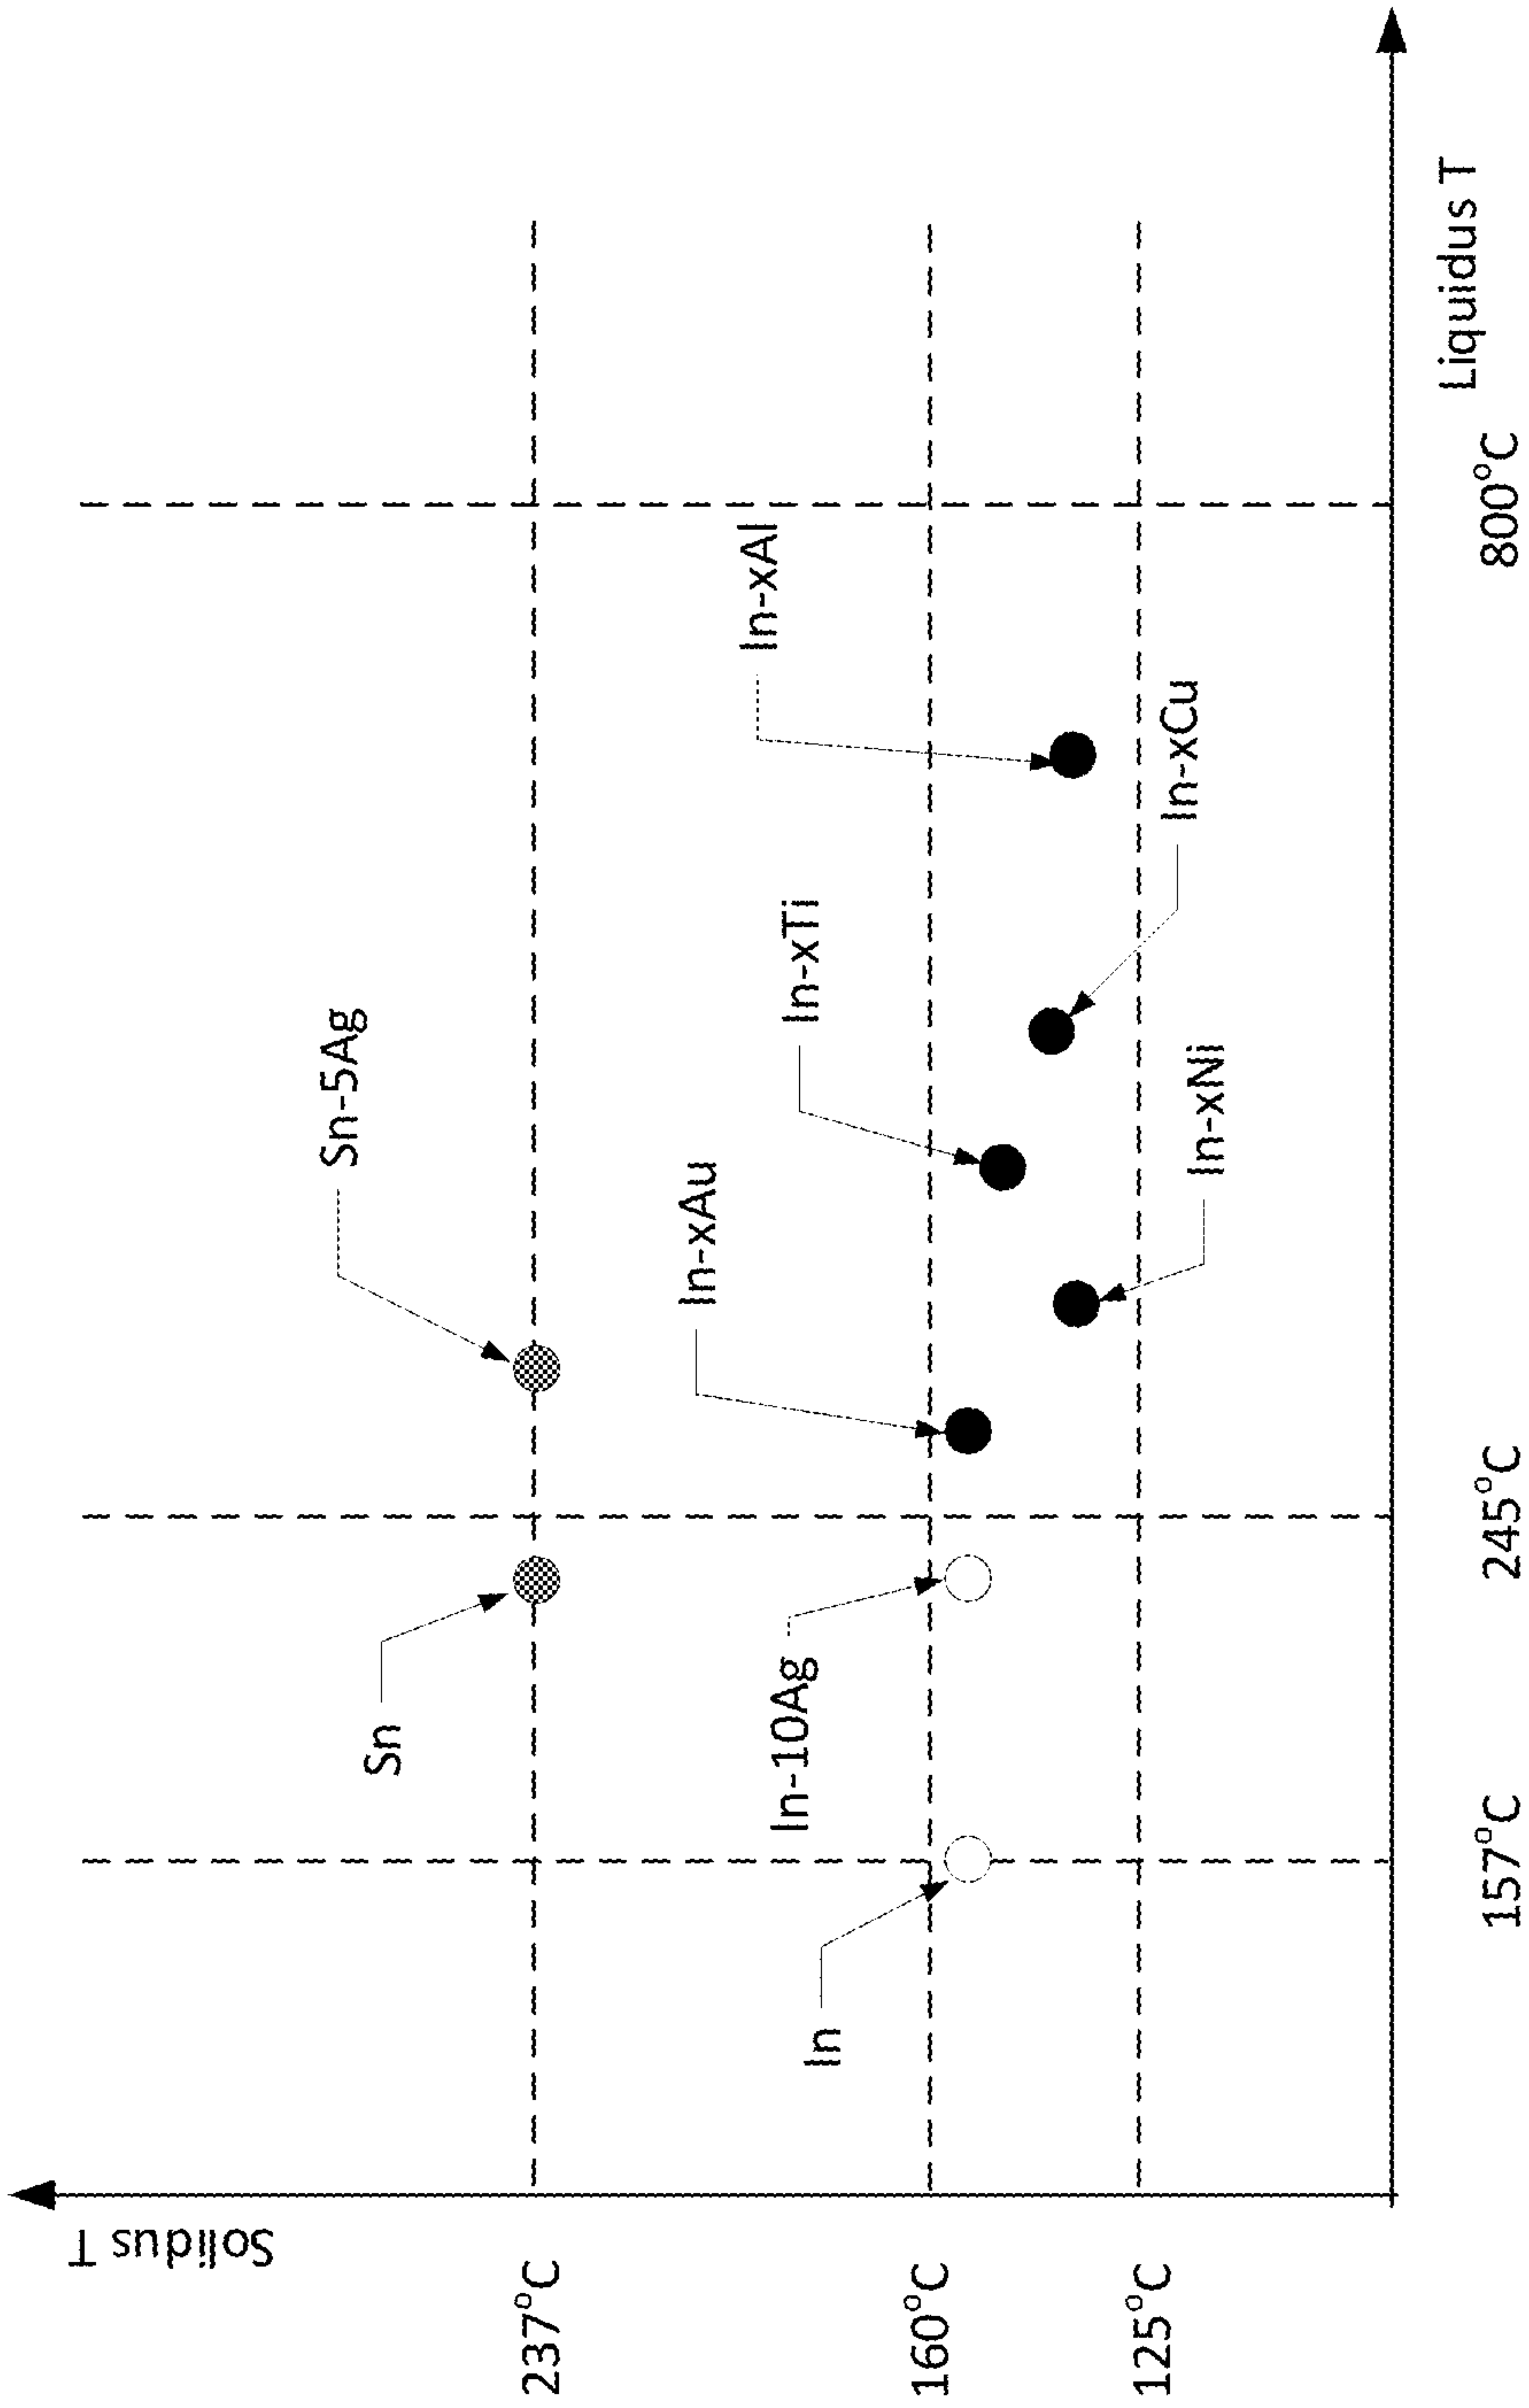 Solidus T
237°C
160°C
125°C
Sn
Sn-5Ag
In-xAu
In-xTi
In-xAl
In-10Ag
In
In-xNi
In-xCu
157°C
245°C
800°C
Liquidus T